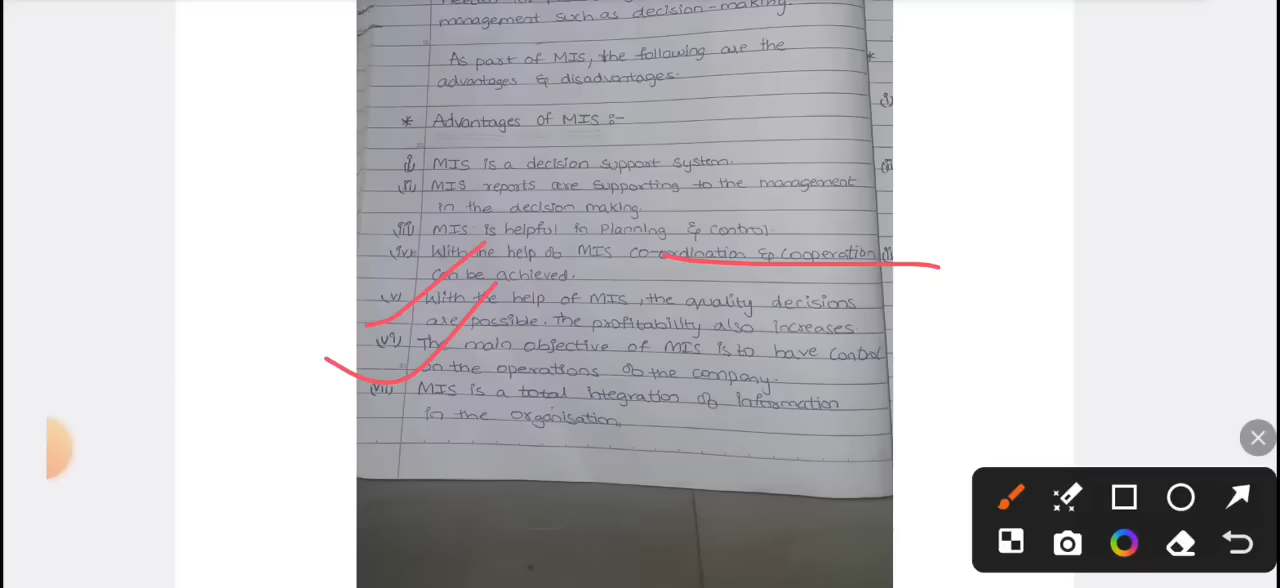 management such as decision-making.
As part of MIS, the following are the
advantages & disadvantages.
* Advantages of MIS :-
i) MIS is a decision support system.
ii) MIS reports are supporting to the management
in the decision making.
iii) MIS is helpful in Planning & control.
iv) With the help of MIS co-ordination & cooperation
can be achieved.
v) With the help of MIS, the quality decisions
are possible. The profitability also increases.
vi) The main objective of MIS is to have control
on the operations of the company.
vii) MIS is a total integration of information
in the organisation.